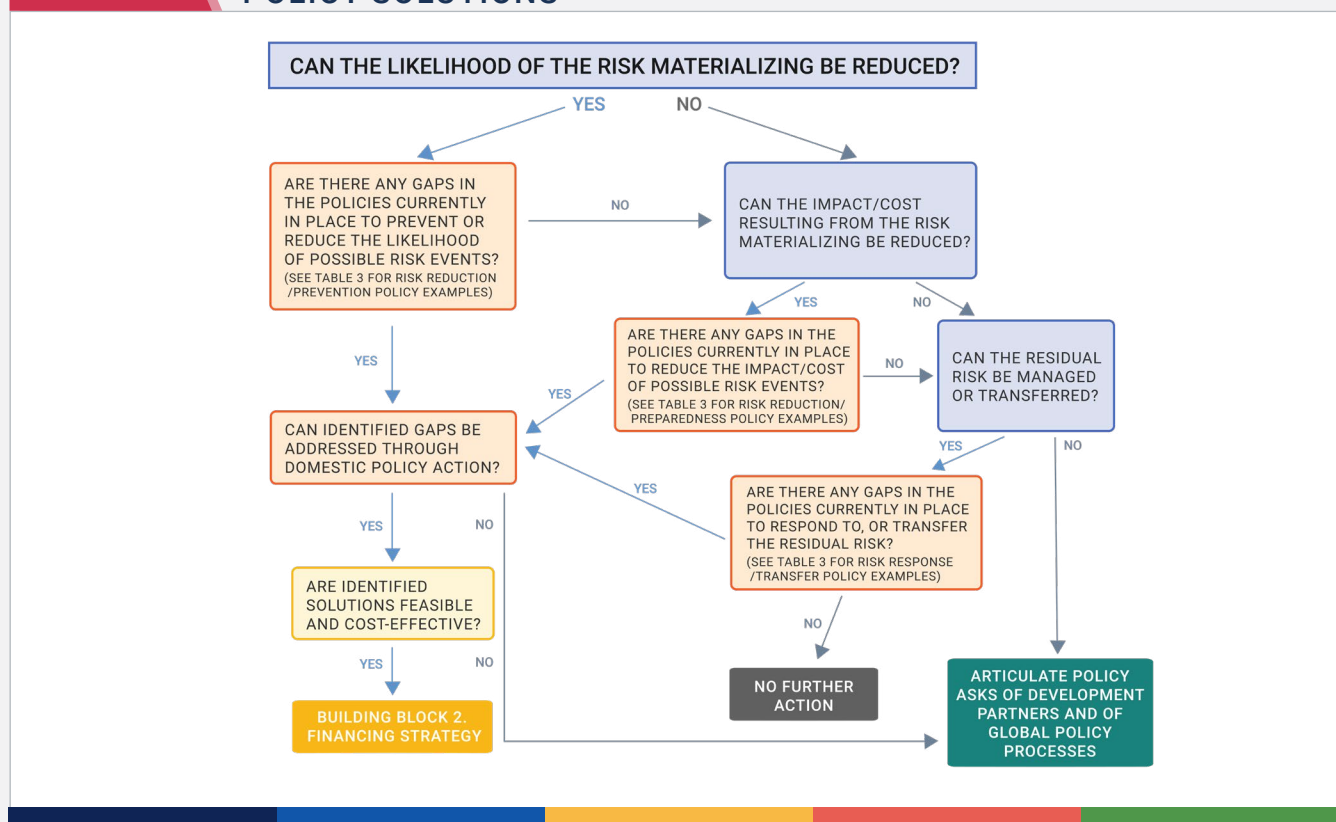 POLICY SOLUTIONS
CAN THE LIKELIHOOD OF THE RISK MATERIALIZING BE REDUCED?
YES
NO
ARE THERE ANY GAPS IN
THE POLICIES CURRENTLY
IN PLACE TO PREVENT OR
REDUCE THE LIKELIHOOD
OF POSSIBLE RISK EVENTS?
(SEE TABLE 3 FOR RISK REDUCTION
/PREVENTION POLICY EXAMPLES)
NO
CAN THE IMPACT/COST
RESULTING FROM THE RISK
MATERIALIZING BE REDUCED?
YES
NO
ARE THERE ANY GAPS IN THE
POLICIES CURRENTLY IN PLACE
TO REDUCE THE IMPACT/COST
OF POSSIBLE RISK EVENTS?
(SEE TABLE 3 FOR RISK REDUCTION/
PREPAREDNESS POLICY EXAMPLES)
NO
CAN THE RESIDUAL
RISK BE MANAGED
OR TRANSFERRED?
YES
YES
CAN IDENTIFIED GAPS BE
ADDRESSED THROUGH
DOMESTIC POLICY ACTION?
YES
NO
YES
ARE THERE ANY GAPS IN THE
POLICIES CURRENTLY IN PLACE
TO RESPOND TO, OR TRANSFER
THE RESIDUAL RISK?
(SEE TABLE 3 FOR RISK RESPONSE
/TRANSFER POLICY EXAMPLES)
YES
NO
ARE IDENTIFIED
SOLUTIONS FEASIBLE
AND COST-EFFECTIVE?
NO
YES
NO
BUILDING BLOCK 2.
FINANCING STRATEGY
NO FURTHER
ACTION
ARTICULATE POLICY
ASKS OF DEVELOPMENT
PARTNERS AND OF
GLOBAL POLICY
PROCESSES